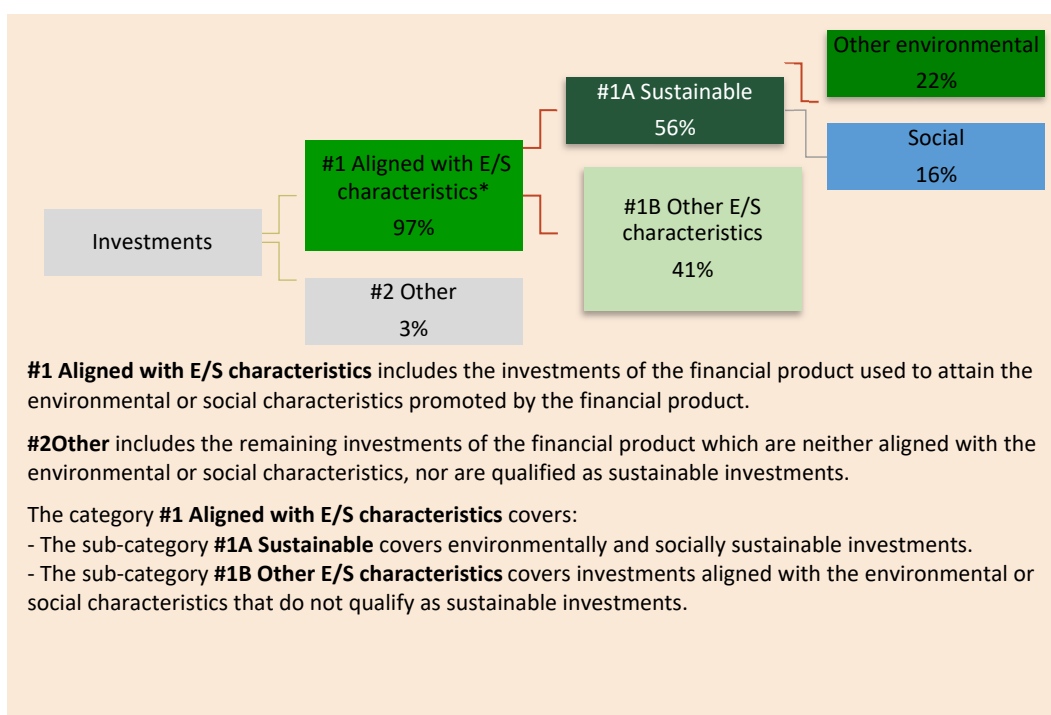 Other environmental
22%
#1A Sustainable
56%
Social
16%
#1 Aligned with E/S
characteristics*
97%
#1B Other E/S
characteristics
41%
Investments
#2 Other
3%
#1 Aligned with E/S characteristics includes the investments of the financial product used to attain the
environmental or social characteristics promoted by the financial product.
#2Other includes the remaining investments of the financial product which are neither aligned with the
environmental or social characteristics, nor are qualified as sustainable investments.
The category #1 Aligned with E/S characteristics covers:
- The sub-category #1A Sustainable covers environmentally and socially sustainable investments.
- The sub-category #1B Other E/S characteristics covers investments aligned with the environmental or
social characteristics that do not qualify as sustainable investments.